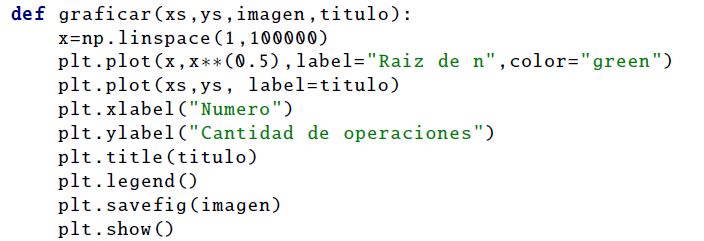 def graficar(xs,ys,imagen,titulo):
    x=np.linspace(1,100000)
    plt.plot(x,x**(0.5),label="Raiz de n",color="green")
    plt.plot(xs,ys, label=titulo)
    plt.xlabel("Numero")
    plt.ylabel("Cantidad de operaciones")
    plt.title(titulo)
    plt.legend()
    plt.savefig(imagen)
    plt.show()